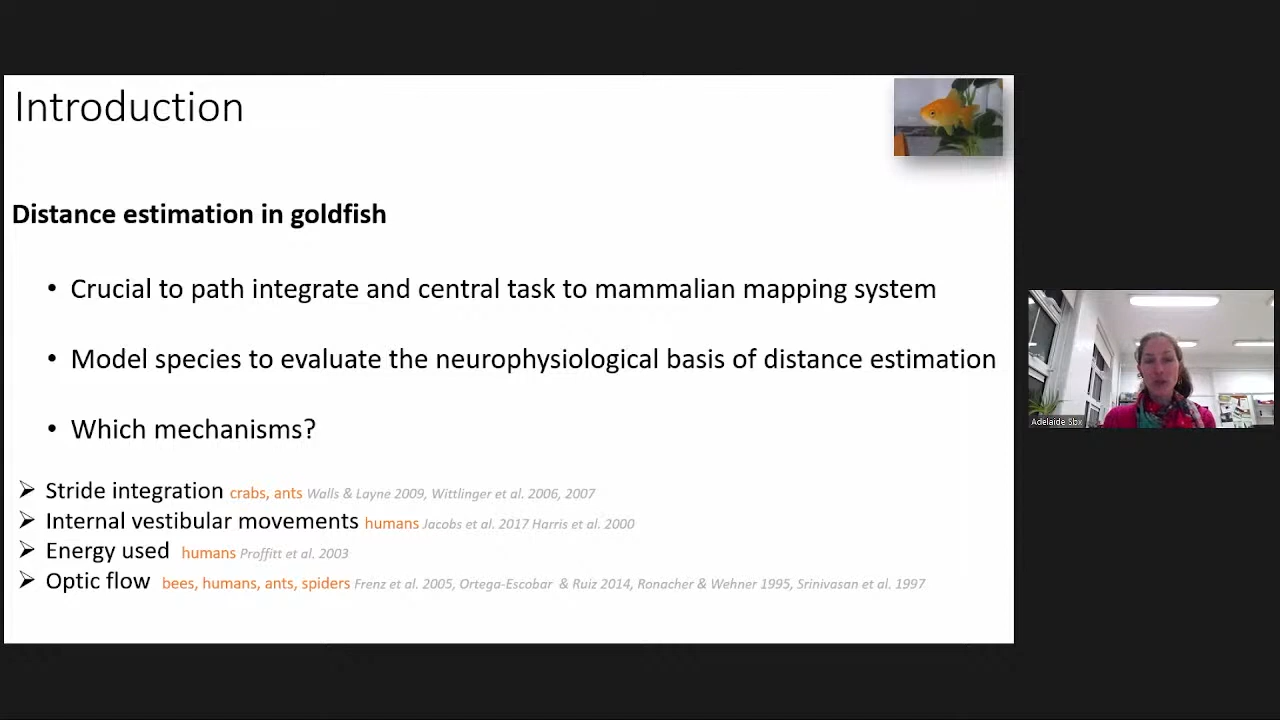 Introduction
Distance estimation in goldfish
• Crucial to path integrate and central task to mammalian mapping system
• Model species to evaluate the neurophysiological basis of distance estimation
• Which mechanisms?
➢ Stride integration crabs, ants Walls & Layne 2009, Wittlinger et al. 2006, 2007
➢ Internal vestibular movements humans Jacobs et al. 2017 Harris et al. 2000
➢ Energy used humans Proffitt et al. 2003
➢ Optic flow bees, humans, ants, spiders Frenz et al. 2005, Ortega-Escobar & Ruiz 2014, Ronacher & Wehner 1995, Srinivasan et al. 1997
Adelaide Sbx